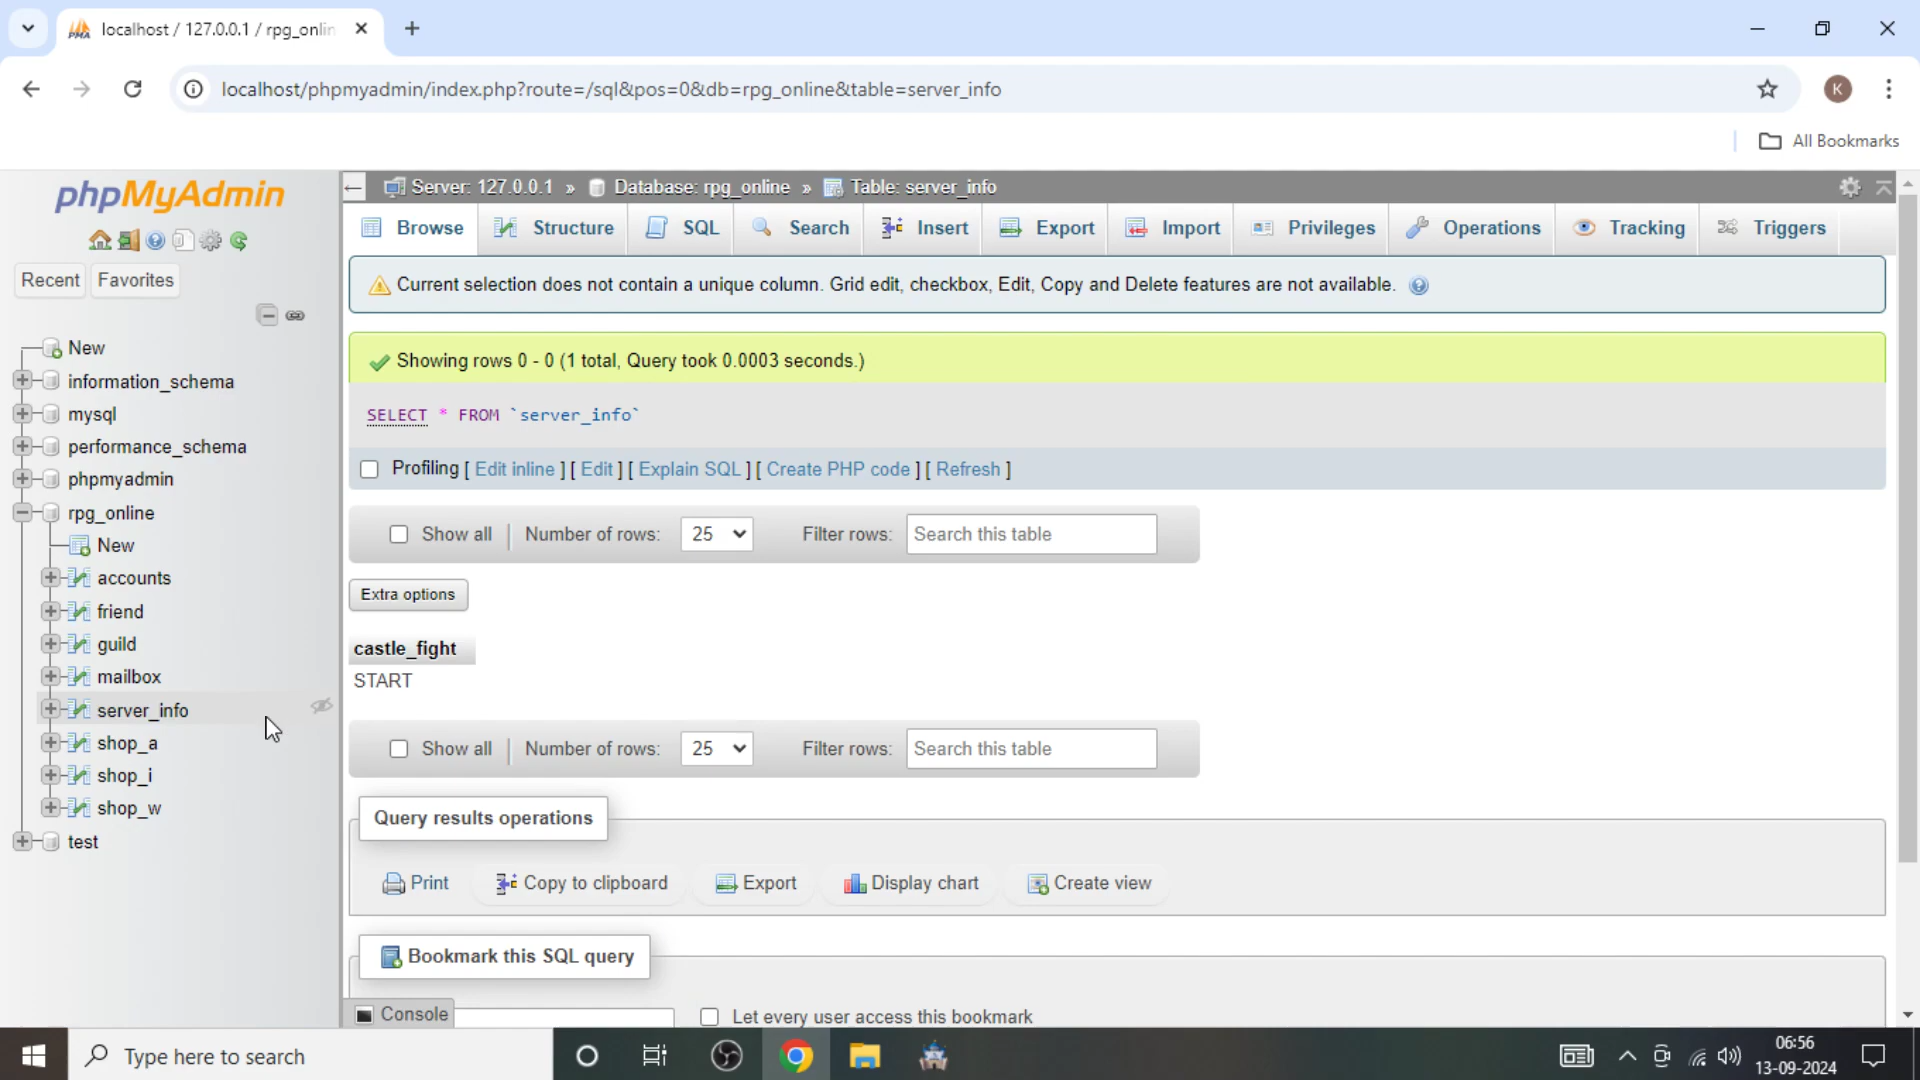 localhost / 127.0.0.1 / rpg_onlin
localhost/phpmyadmin/index.php?route=/sql&pos=0&db=rpg_online&table=server_info
K
All Bookmarks
phpMyAdmin
Recent
Favorites
New
information_schema
mysql
performance_schema
phpmyadmin
rpg_online
New
accounts
friend
guild
mailbox
server_info
shop_a
shop_i
shop_w
test
Server: 127.0.0.1 » Database: rpg_online » Table: server_info
Browse Structure SQL Search Insert Export Import Privileges Operations Tracking Triggers
Current selection does not contain a unique column. Grid edit, checkbox, Edit, Copy and Delete features are not available.
Showing rows 0 - 0 (1 total, Query took 0.0003 seconds.)
SELECT * FROM `server_info`
Profiling [ Edit inline ] [ Edit ] [ Explain SQL ] [ Create PHP code ] [ Refresh ]
Show all | Number of rows: 25 Filter rows: Search this table
Extra options
castle_fight
START
Show all | Number of rows: 25 Filter rows: Search this table
Query results operations
Print Copy to clipboard Export Display chart Create view
Bookmark this SQL query
Console
Let every user access this bookmark
Type here to search
06:56
13-09-2024